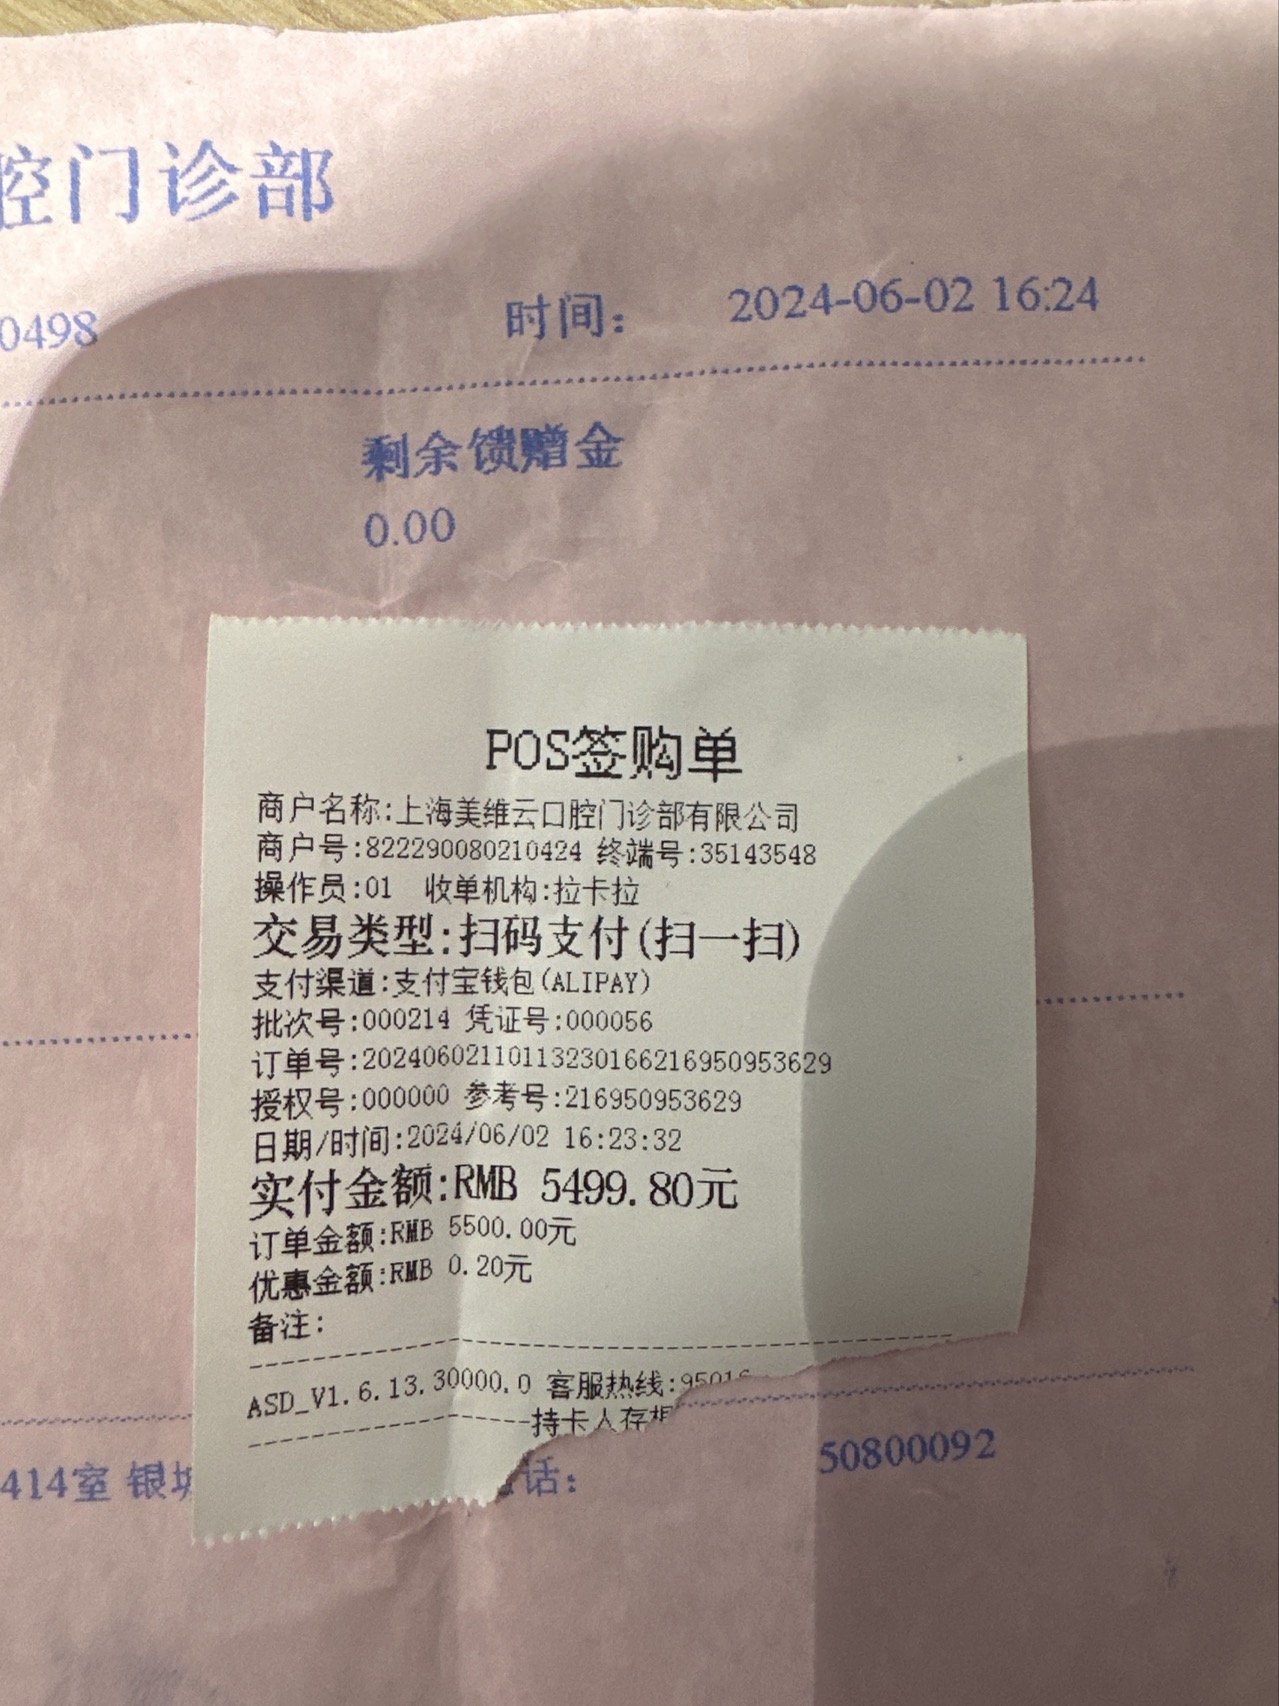 腔门诊部
0498 时间: 2024-06-02 16:24
剩余馈赠金
0.00
POS签购单
商户名称:上海美维云口腔门诊部有限公司
商户号:822290080210424 终端号:35143548
操作员:01 收单机构:拉卡拉
交易类型:扫码支付(扫一扫)
支付渠道:支付宝钱包(ALIPAY)
批次号:000214 凭证号:000056
订单号:20240602110113230166216950953629
授权号:000000 参考号:216950953629
日期/时间:2024/06/02 16:23:32
实付金额:RMB 5499.80元
订单金额:RMB 5500.00元
优惠金额:RMB 0.20元
备注:
ASD_V1.6.13.30000.0 客服热线:95016
持卡人存根
414室 银城 话: 50800092